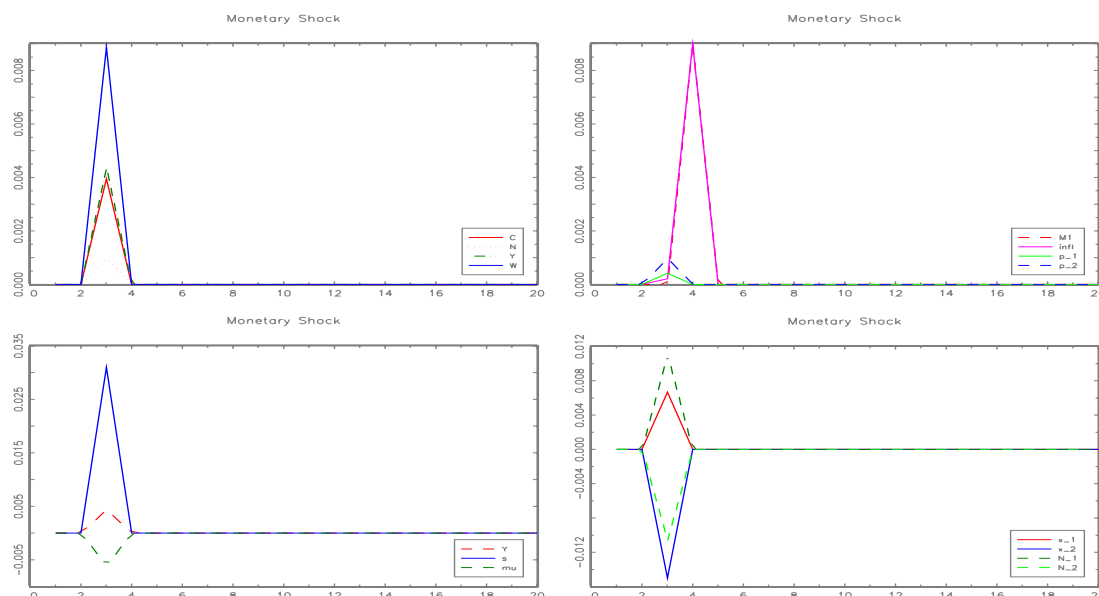 Monetary Shock
0.008
0.006
0.004
0.002
0.000
C
N
Y
W
0 2 4 6 8 10 12 14 16 18 20
Monetary Shock
0.008
0.006
0.004
0.002
0.000
M1
infl
p_1
p_2
0 2 4 6 8 10 12 14 16 18 20
Monetary Shock
0.035
0.025
0.015
0.005
-0.005
Y
s
mu
0 2 4 6 8 10 12 14 16 18 20
Monetary Shock
0.012
0.008
0.004
0.000
-0.004
-0.012
x_1
x_2
N_1
N_2
0 2 4 6 8 10 12 14 16 18 20